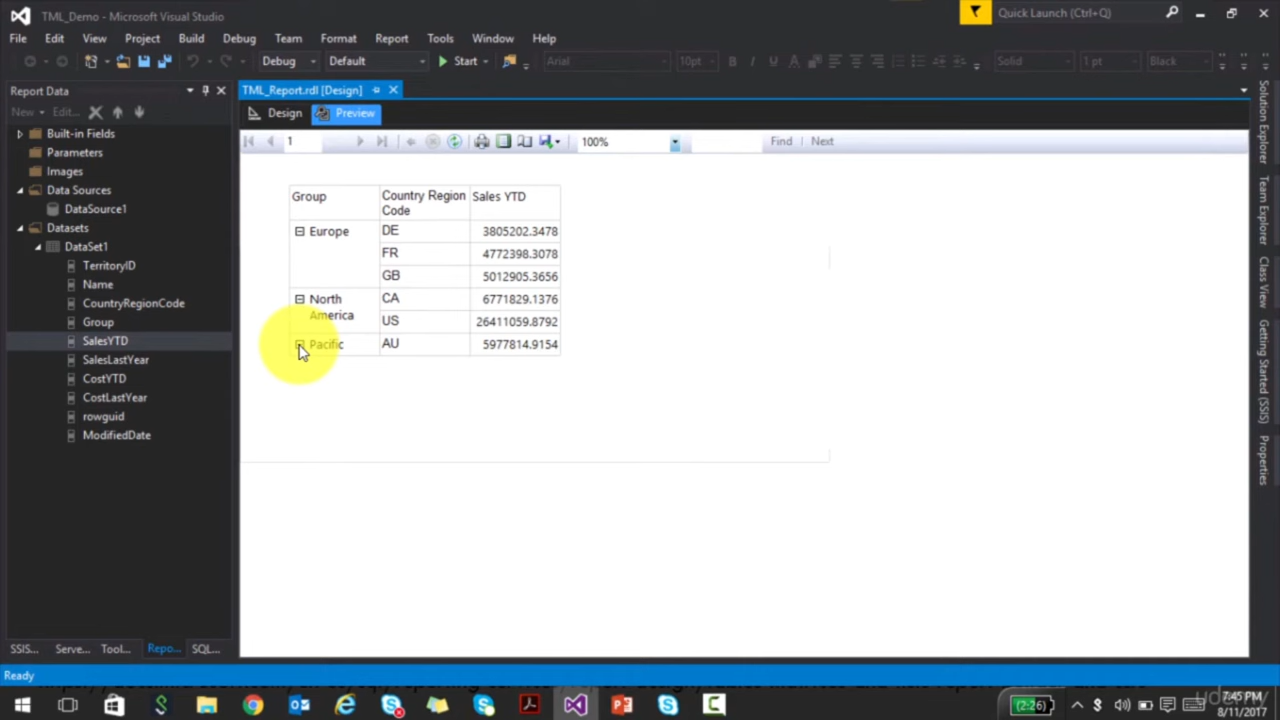 TML_Demo - Microsoft Visual Studio
Quick Launch (Ctrl+Q)
File Edit View Project Build Debug Team Format Report Tools Window Help
Debug Default Start Arial 10pt B I U A Solid 1 pt Black
Report Data
TML_Report.rdl [Design]
New Edit...
Design Preview
Built-in Fields
Parameters
Images
Data Sources
DataSource1
Datasets
DataSet1
TerritoryID
Name
CountryRegionCode
Group
SalesYTD
SalesLastYear
CostYTD
CostLastYear
rowguid
ModifiedDate
1 100% Find Next
Group Country Region Code Sales YTD
Europe DE 3805202.3478
FR 4772398.3078
GB 5012905.3656
North America CA 6771829.1376
US 26411059.8792
Pacific AU 5977814.9154
Solution Explorer
Team Explorer
Class View
Getting Started (SSIS)
Properties
SSIS... Serve... Tool... Repo... SQL...
Ready
(2:26) 7:45 PM
8/11/2017
udemy